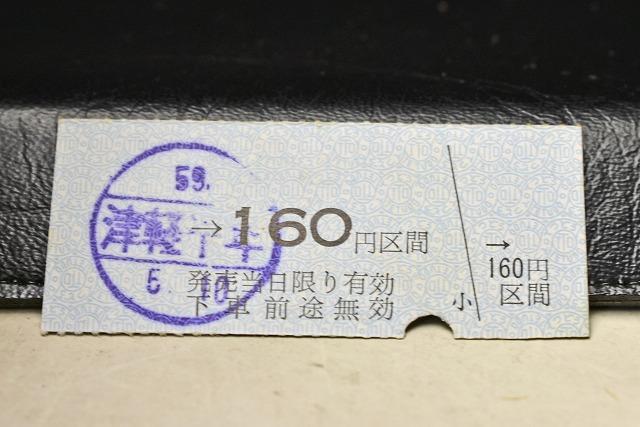 59.
津軽
→160円区間
5. 10
発売当日限り有効
下車前途無効
小
→
160円
区間